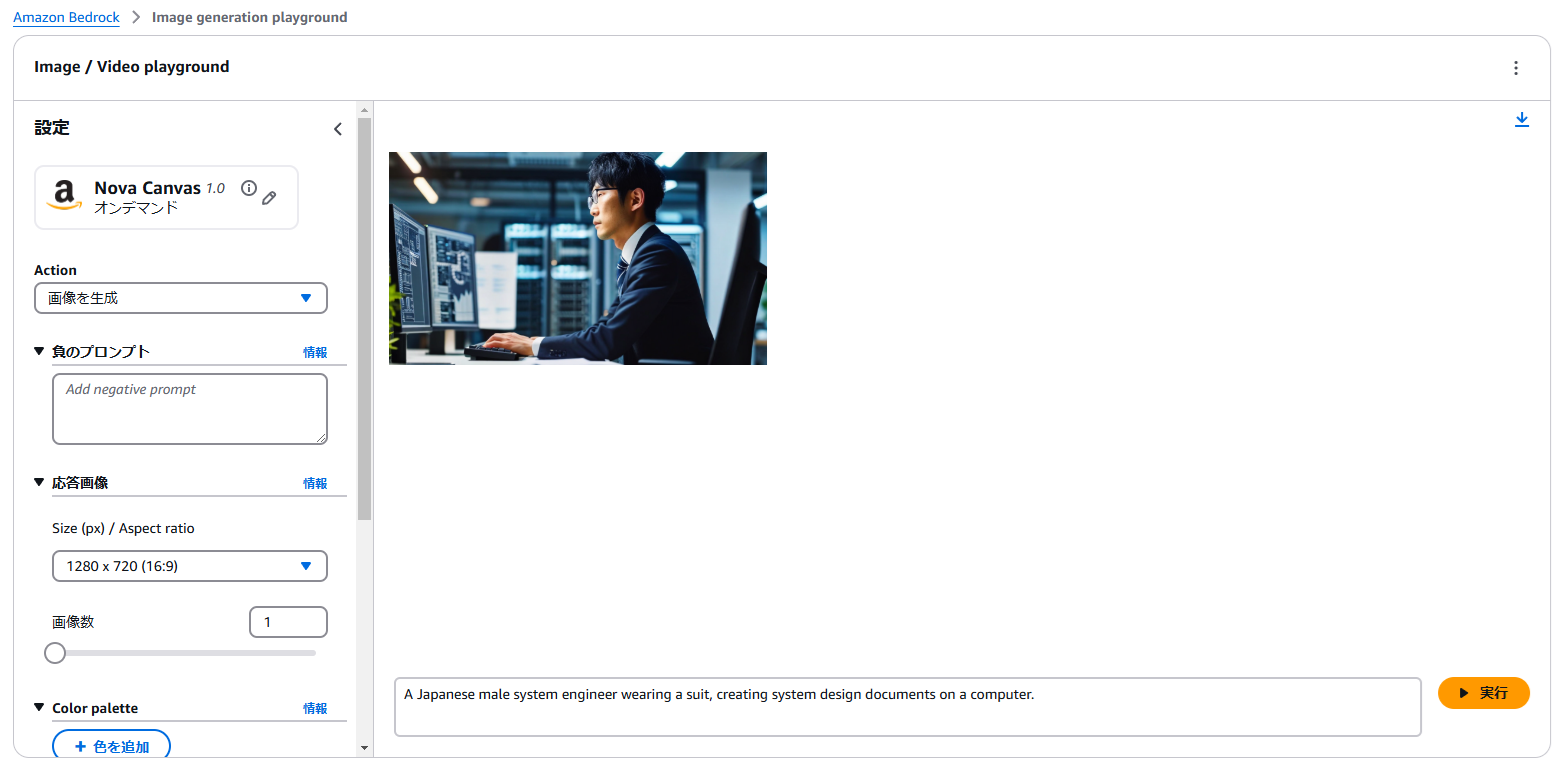 Amazon Bedrock > Image generation playground
Image / Video playground
設定
Nova Canvas 1.0
オンデマンド
Action
画像を生成
負のプロンプト 情報
Add negative prompt
応答画像 情報
Size (px) / Aspect ratio
1280 x 720 (16:9)
画像数 1
Color palette 情報
+ 色を追加
A Japanese male system engineer wearing a suit, creating system design documents on a computer.
実行